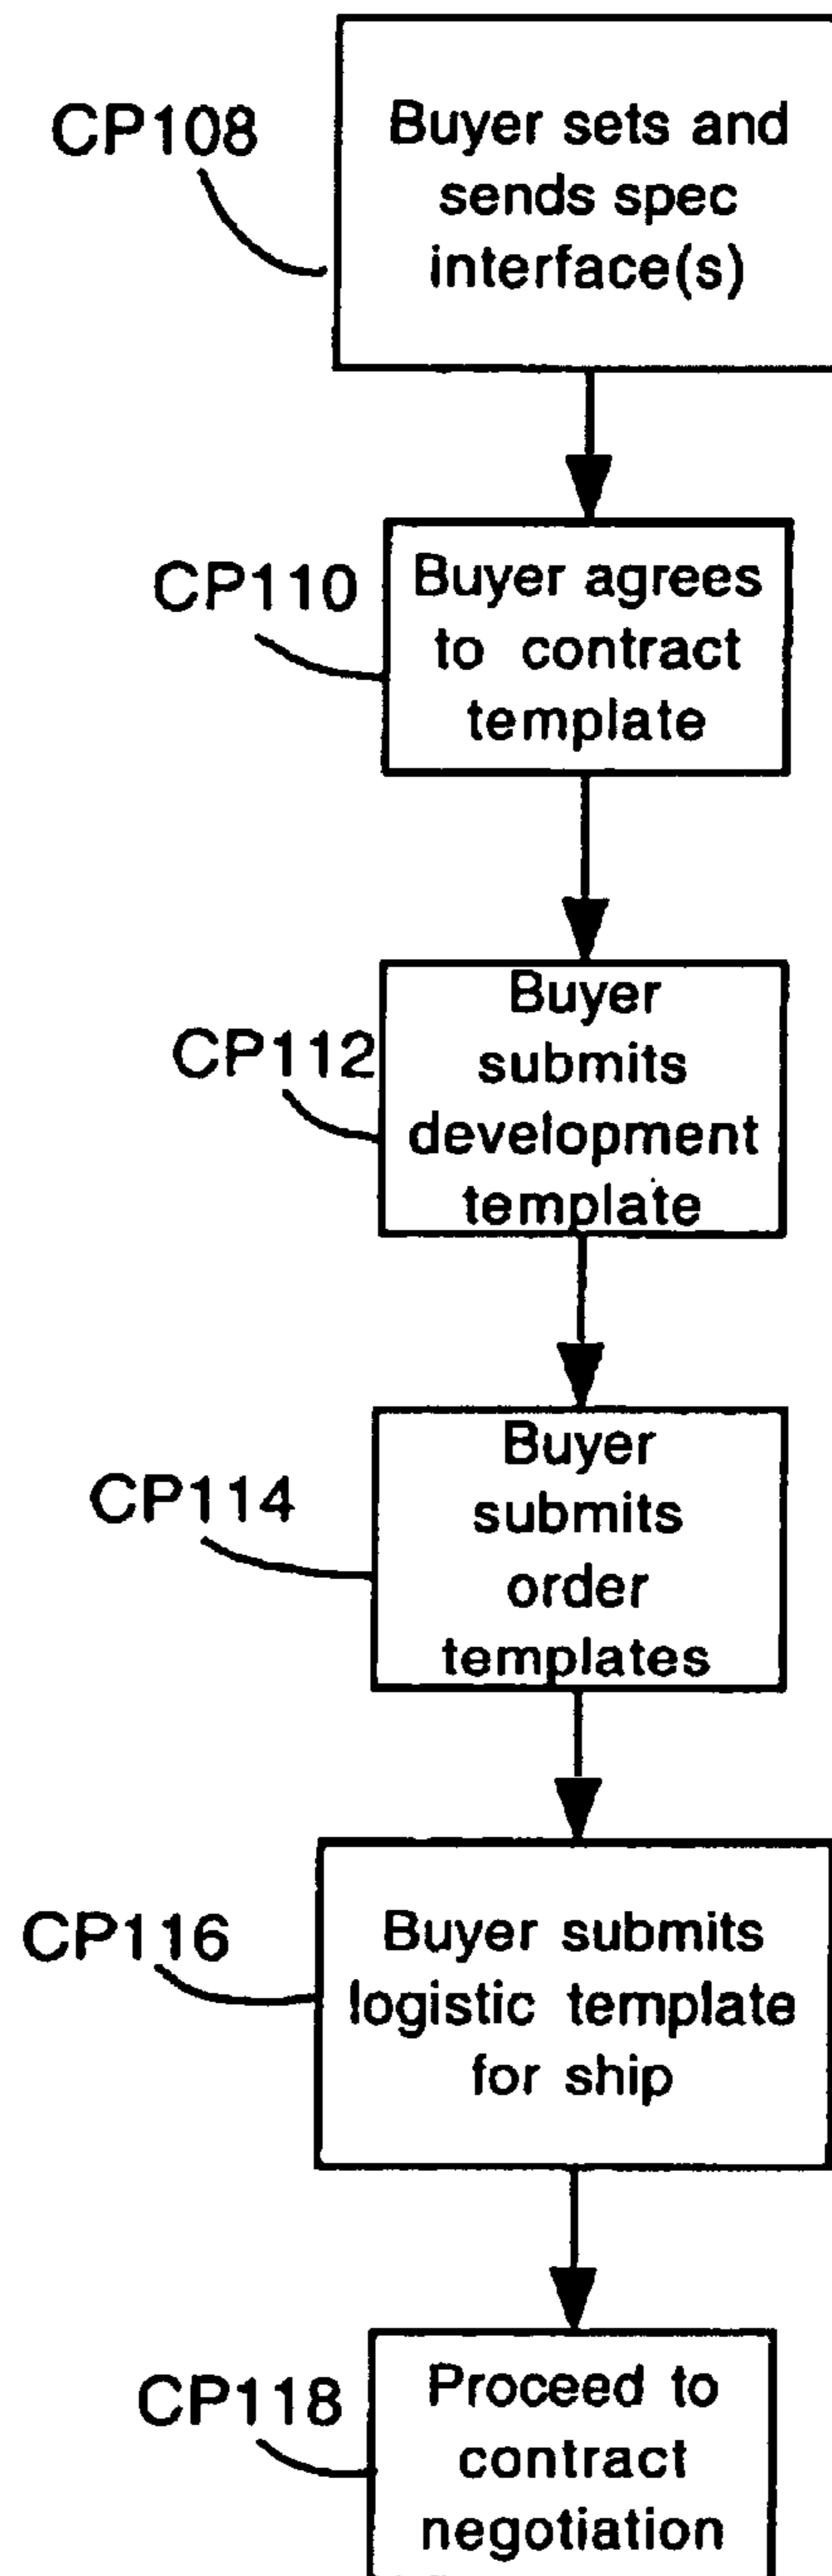 CP108
Buyer sets and
sends spec
interface(s)
CP110
Buyer agrees
to contract
template
CP112
Buyer
submits
development
template
CP114
Buyer
submits
order
templates
CP116
Buyer submits
logistic template
for ship
CP118
Proceed to
contract
negotiation